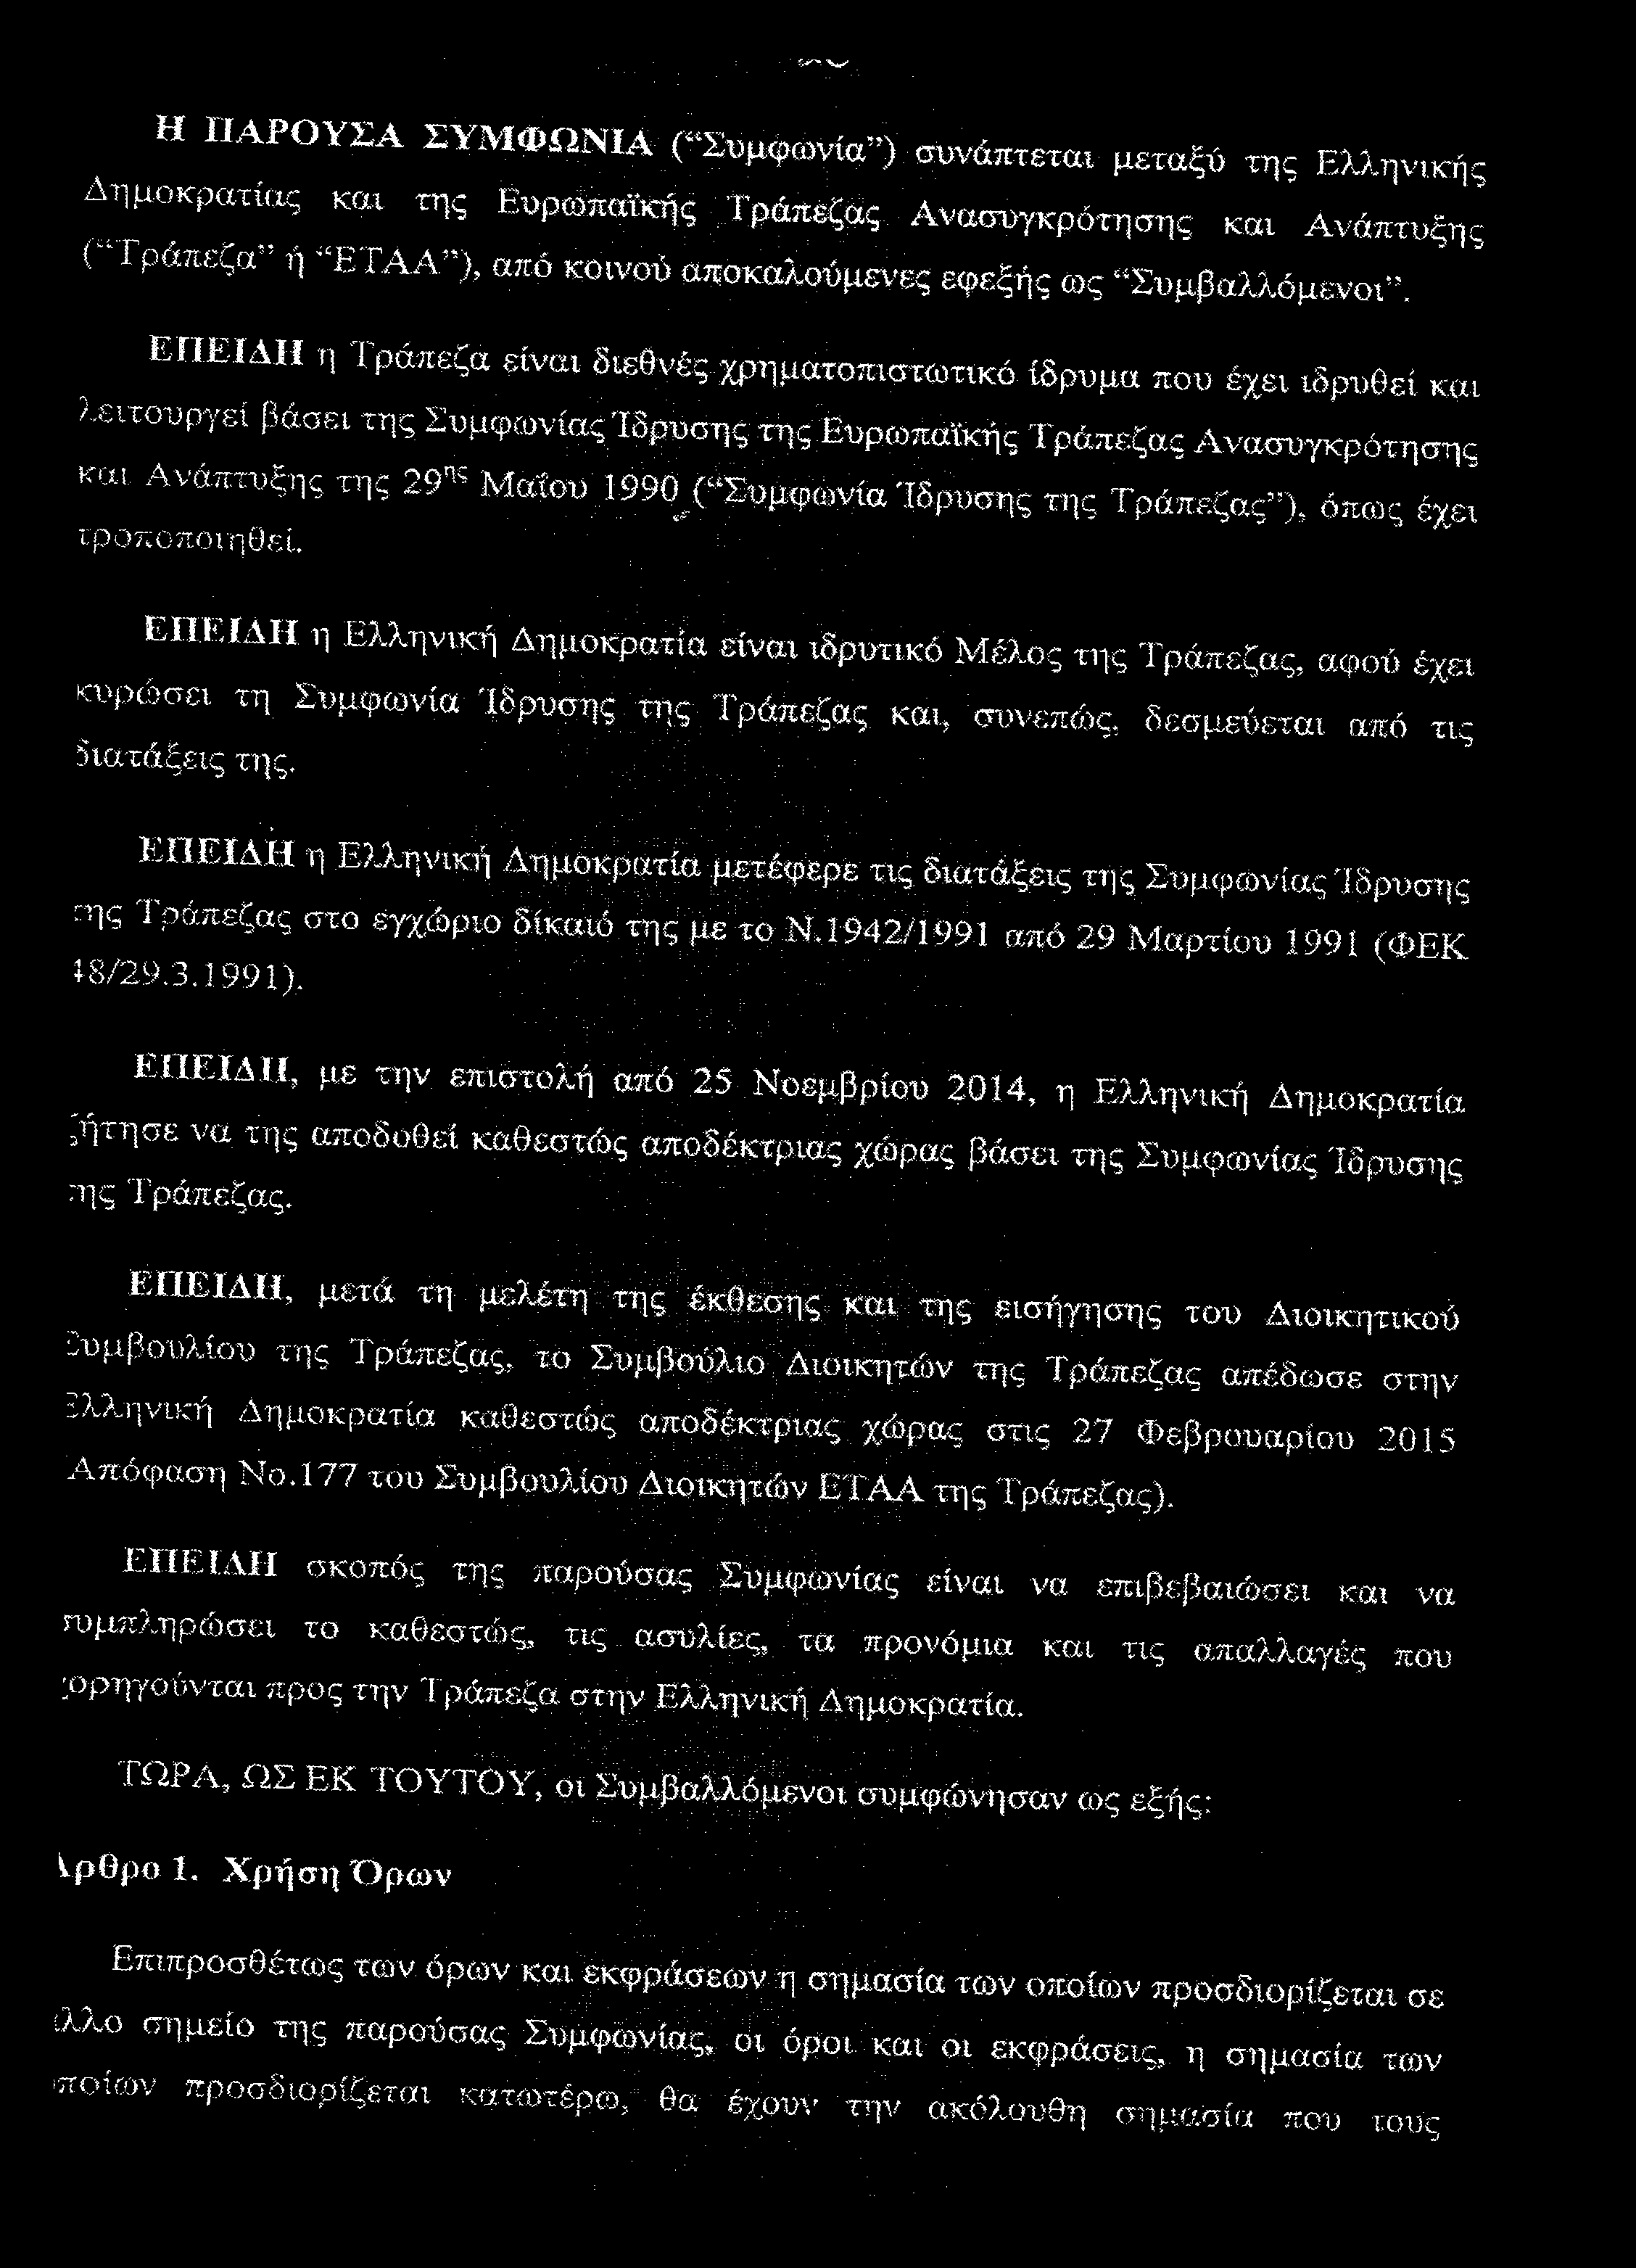 Η ΠΑΡΟΥΣΑ ΣΥΜΦΩΝΙΑ (“Συμφωνία”) συνάπτεται μεταξύ της Ελληνικής
Δημοκρατίας και της Ευρωπαϊκής Τράπεζας Ανασυγκρότησης και Ανάπτυξης
(“Τράπεζα” ή “ΕΤΑΑ”), από κοινού αποκαλούμενες εφεξής ως “Συμβαλλόμενοι”.
ΕΠΕΙΔΗ η Τράπεζα είναι διεθνές χρηματοπιστωτικό ίδρυμα που έχει ιδρυθεί και
λειτουργεί βάσει της Συμφωνίας Ίδρυσης της Ευρωπαϊκής Τράπεζας Ανασυγκρότησης
και Ανάπτυξης της 29ης Μαΐου 1990 (“Συμφωνία Ίδρυσης της Τράπεζας”), όπως έχει
τροποποιηθεί.
ΕΠΕΙΔΗ η Ελληνική Δημοκρατία είναι ιδρυτικό Μέλος της Τράπεζας, αφού έχει
κυρώσει τη Συμφωνία Ίδρυσης της Τράπεζας και, συνεπώς, δεσμεύεται από τις
διατάξεις της.
ΕΠΕΙΔΗ η Ελληνική Δημοκρατία μετέφερε τις διατάξεις της Συμφωνίας Ίδρυσης
της Τράπεζας στο εγχώριο δίκαιό της με το Ν.1942/1991 από 29 Μαρτίου 1991 (ΦΕΚ
48/29.3.1991).
ΕΠΕΙΔΗ, με την επιστολή από 25 Νοεμβρίου 2014, η Ελληνική Δημοκρατία
ζήτησε να της αποδοθεί καθεστώς αποδέκτριας χώρας βάσει της Συμφωνίας Ίδρυσης
της Τράπεζας.
ΕΠΕΙΔΗ, μετά τη μελέτη της έκθεσης και της εισήγησης του Διοικητικού
Συμβουλίου της Τράπεζας, το Συμβούλιο Διοικητών της Τράπεζας απέδωσε στην
Ελληνική Δημοκρατία καθεστώς αποδέκτριας χώρας στις 27 Φεβρουαρίου 2015
Απόφαση Νο.177 του Συμβουλίου Διοικητών ΕΤΑΑ της Τράπεζας).
ΕΠΕΙΔΗ σκοπός της παρούσας Συμφωνίας είναι να επιβεβαιώσει και να
συμπληρώσει το καθεστώς, τις ασυλίες, τα προνόμια και τις απαλλαγές που
χορηγούνται προς την Τράπεζα στην Ελληνική Δημοκρατία.
ΤΩΡΑ, ΩΣ ΕΚ ΤΟΥΤΟΥ, οι Συμβαλλόμενοι συμφώνησαν ως εξής:
Άρθρο 1. Χρήση Όρων
Επιπροσθέτως των όρων και εκφράσεων η σημασία των οποίων προσδιορίζεται σε
άλλο σημείο της παρούσας Συμφωνίας, οι όροι και οι εκφράσεις, η σημασία των
οποίων προσδιορίζεται κατωτέρω, θα έχουν την ακόλουθη σημασία που τους